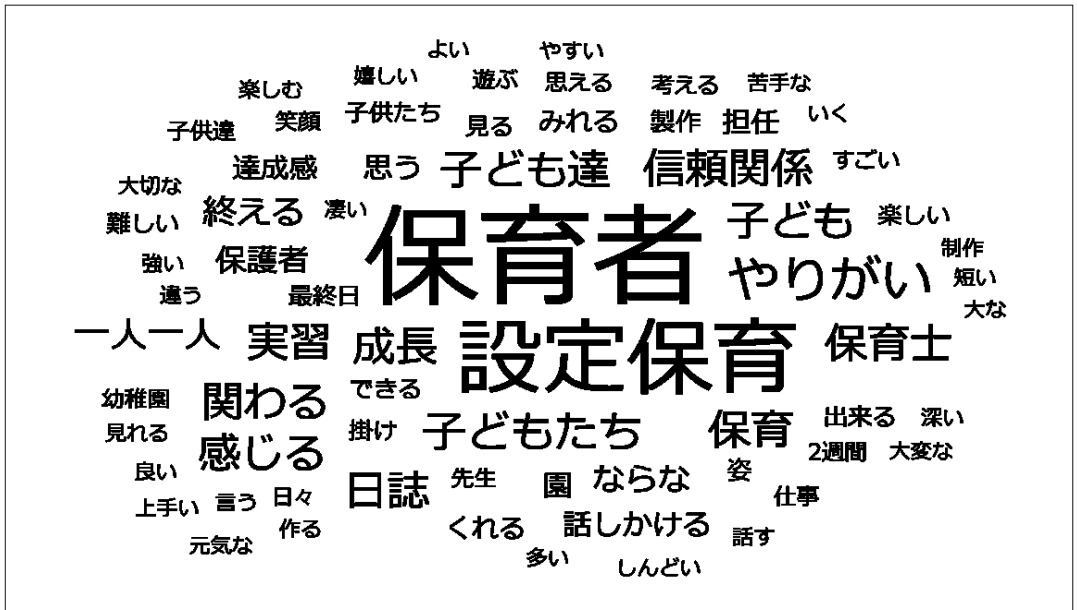 よい やすい
楽しむ 嬉しい 遊ぶ 思える 考える 苦手な
子供達 笑顔 子供たち 見る みれる 製作 担任 いく
大切な 達成感 思う 子ども達 信頼関係 すごい
難しい 終える 凄い 保育者 子ども 楽しい
強い 保護者 やりがい 制作
違う 最終日 短い
大な
一人一人 実習 成長 設定保育 保育士
幼稚園 関わる できる 子どもたち 保育 出来る 深い
見れる 感じる 掛け 2週間 大変な
良い 日誌 先生 園 ならな 姿
上手い 言う 日々 仕事
元気な 作る くれる 話しかける 話す
多い しんどい